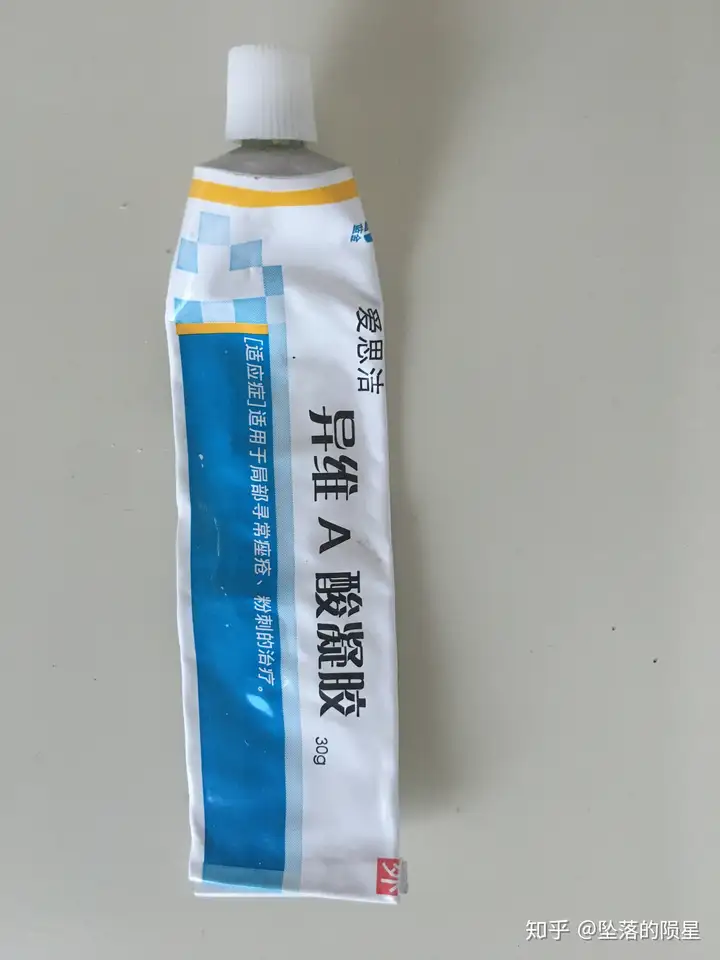 爱思洁
异维A酸凝胶
30g
[适应症]适用于局部寻常痤疮、粉刺的治疗。
外
知乎 @坠落的陨星